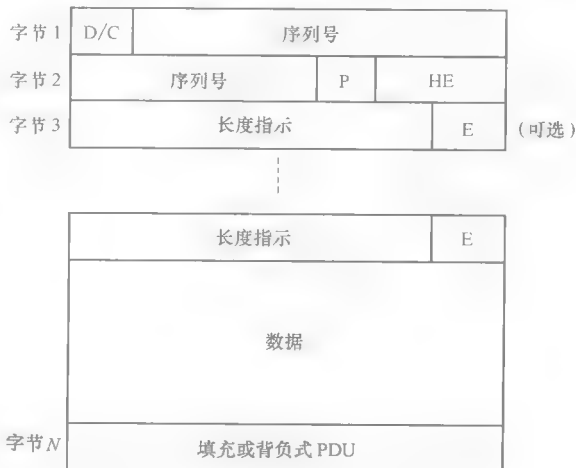 字节1 D/C 序列号
字节2 序列号 P HE
字节3 长度指示 E (可选)
长度指示 E
数据
字节N 填充或背负式PDU